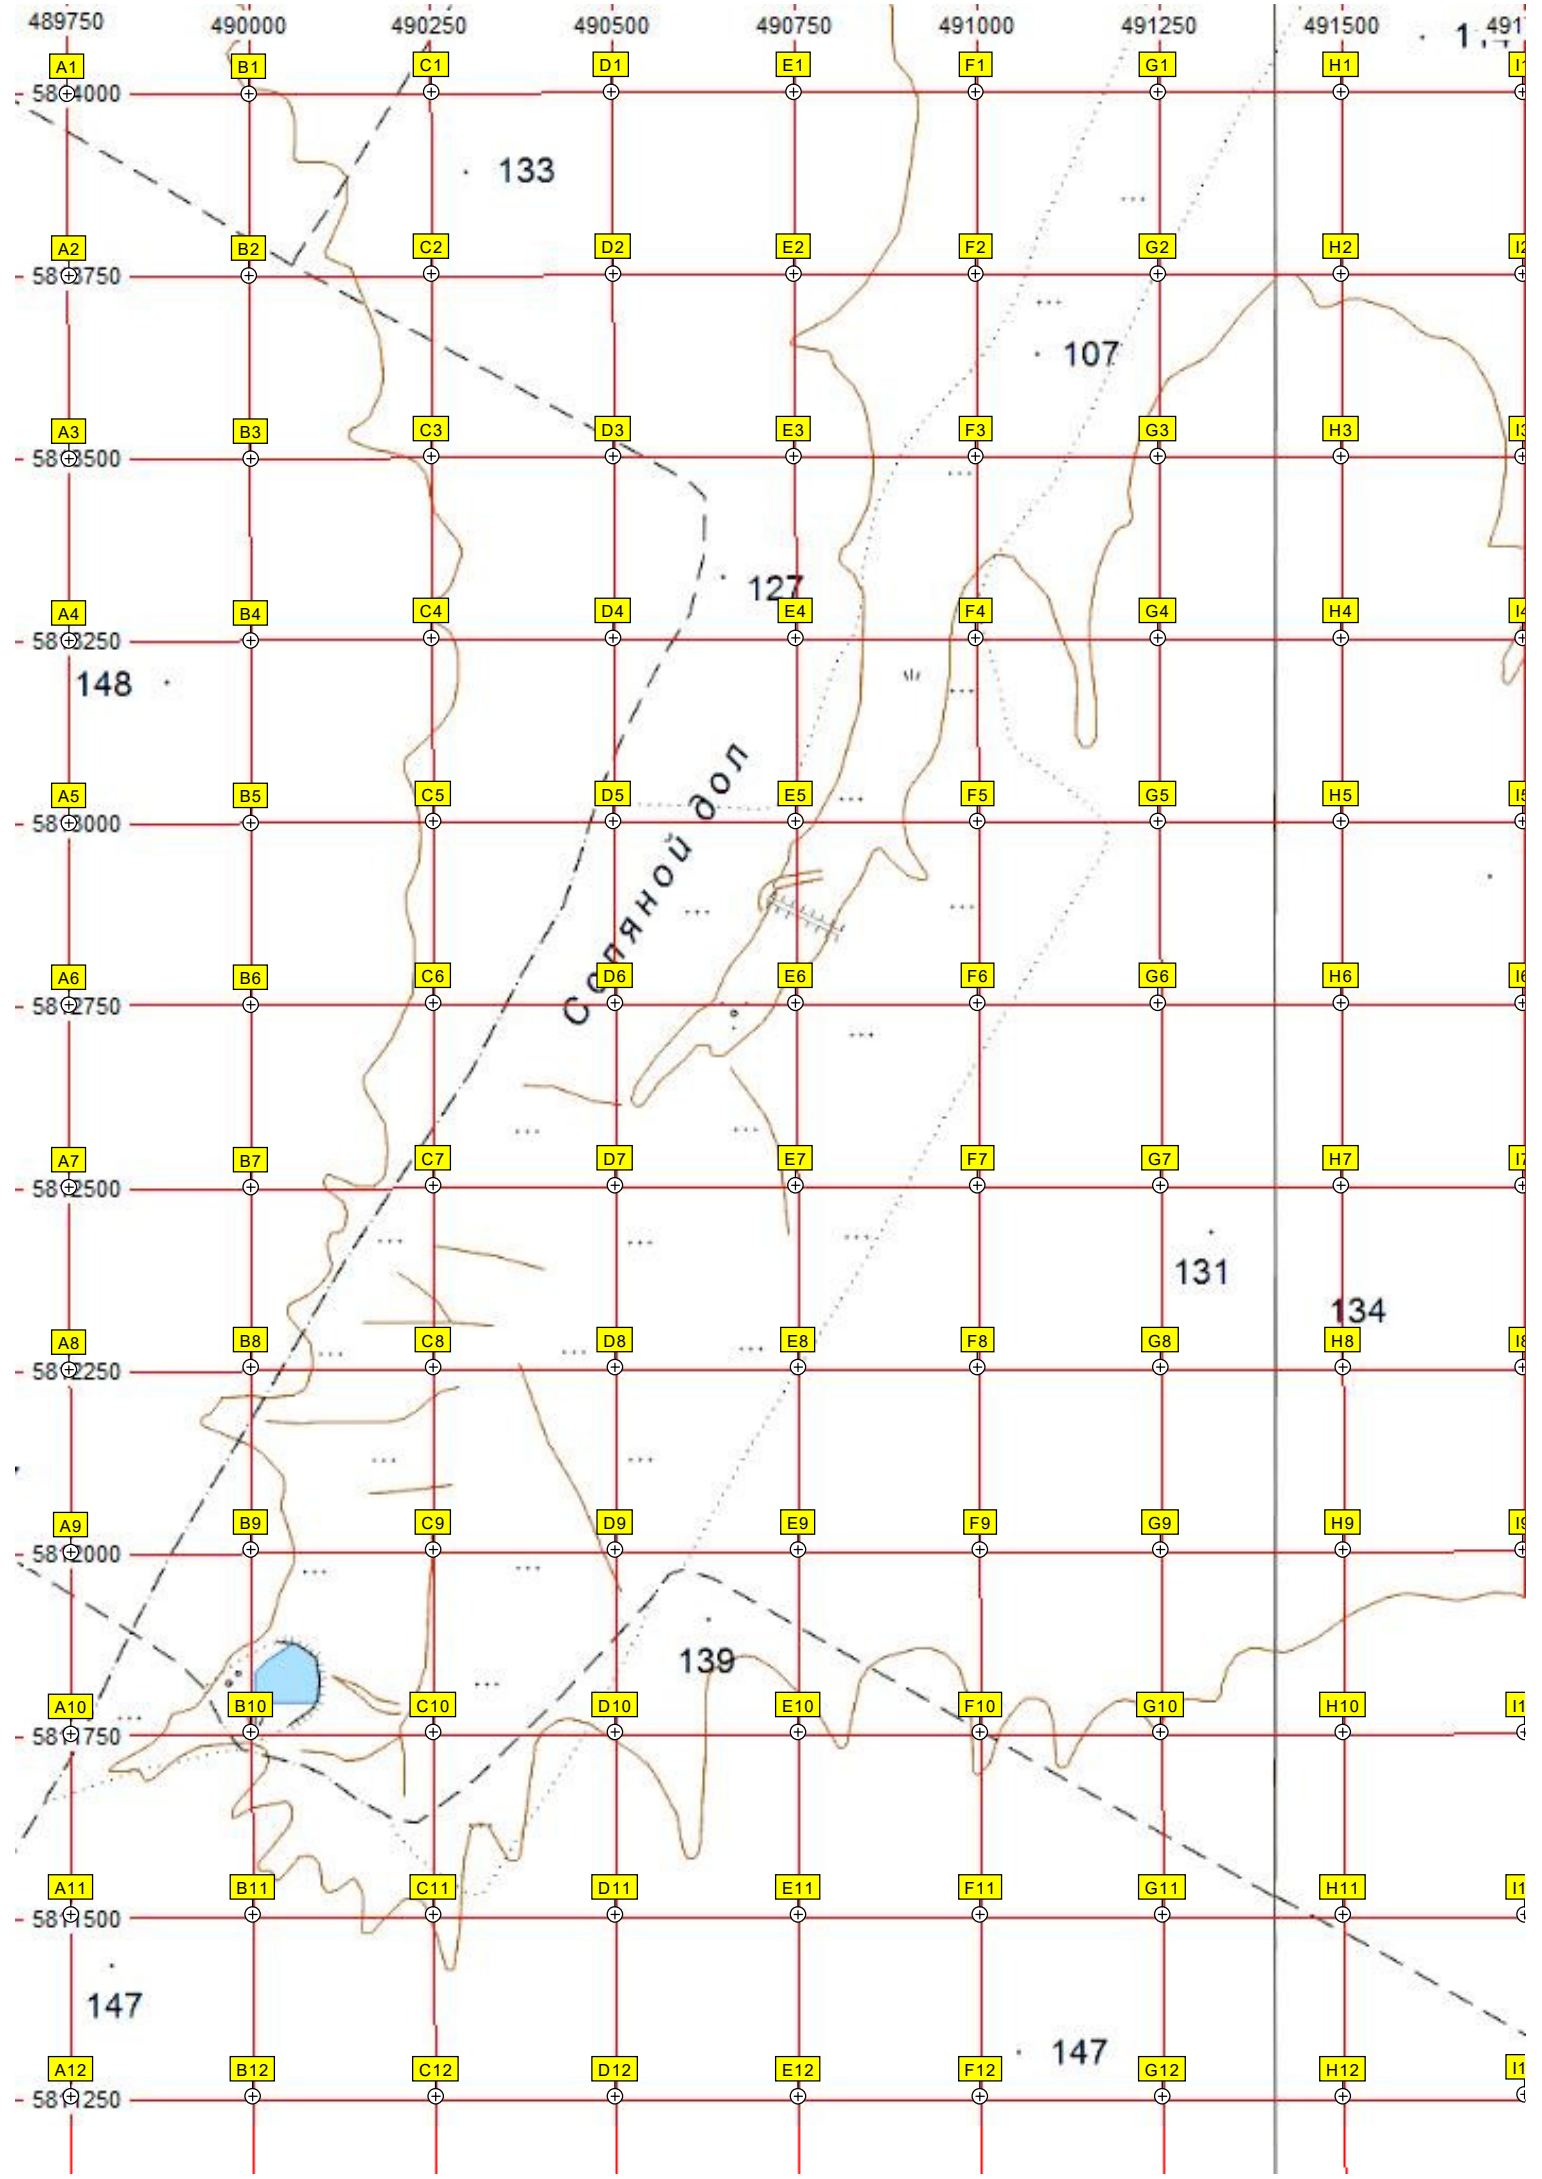 489750 490000 490250 490500 490750 491000 491250 491500
A1 B1 C1 D1 E1 F1 G1 H1
133
A2 B2 C2 D2 E2 F2 G2 H2
107
A3 B3 C3 D3 E3 F3 G3 H3
127
A4 B4 C4 D4 E4 F4 G4 H4
148
A5 B5 C5 D5 E5 F5 G5 H5
Сопяной дол
A6 B6 C6 D6 E6 F6 G6 H6
A7 B7 C7 D7 E7 F7 G7 H7
131
134
A8 B8 C8 D8 E8 F8 G8 H8
A9 B9 C9 D9 E9 F9 G9 H9
139
A10 B10 C10 D10 E10 F10 G10 H10
A11 B11 C11 D11 E11 F11 G11 H11
147
147
A12 B12 C12 D12 E12 F12 G12 H12